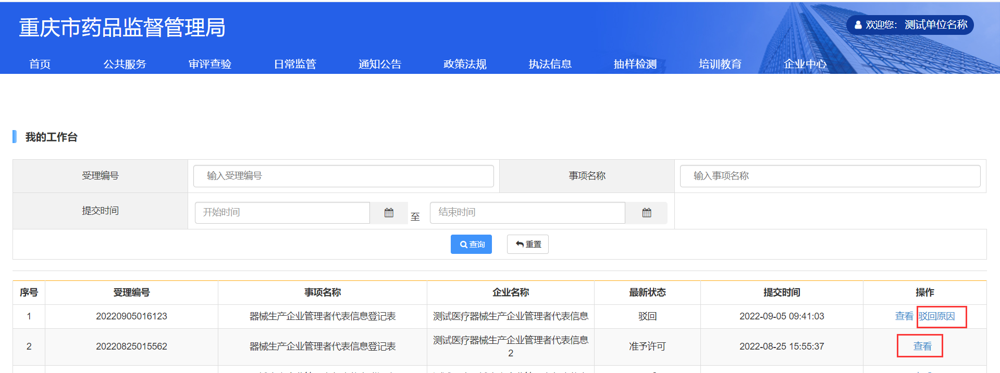 重庆市药品监督管理局
欢迎您： 测试单位名称
首页 公共服务 审评查验 日常监管 通知公告 政策法规 执法信息 抽样检测 培训教育 企业中心
我的工作台
受理编号 输入受理编号 事项名称 输入事项名称
提交时间 开始时间 至 结束时间
查询 重置
序号 受理编号 事项名称 企业名称 最新状态 提交时间 操作
1 20220905016123 器械生产企业管理者代表信息登记表 测试医疗器械生产企业管理者代表信息 驳回 2022-09-05 09:41:03 查看 驳回原因
2 20220825015562 器械生产企业管理者代表信息登记表 测试医疗器械生产企业管理者代表信息 准予许可 2022-08-25 15:55:37 查看
2